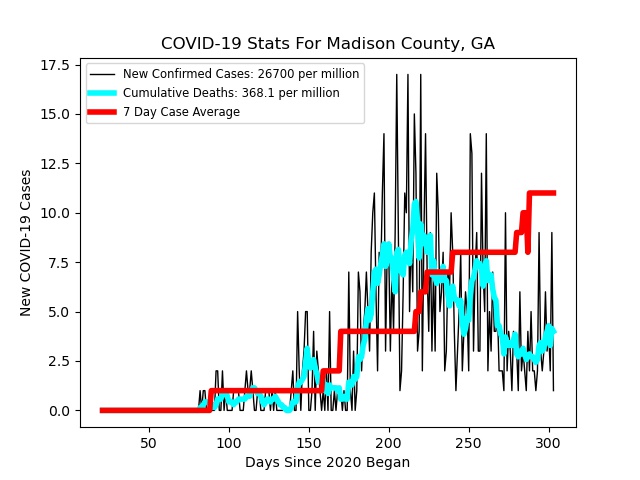 COVID-19 Stats For Madison County, GA
New Confirmed Cases: 26700 per million
Cumulative Deaths: 368.1 per million
7 Day Case Average
17.5
15.0
12.5
10.0
7.5
5.0
2.5
0.0
New COVID-19 Cases
50 100 150 200 250 300
Days Since 2020 Began